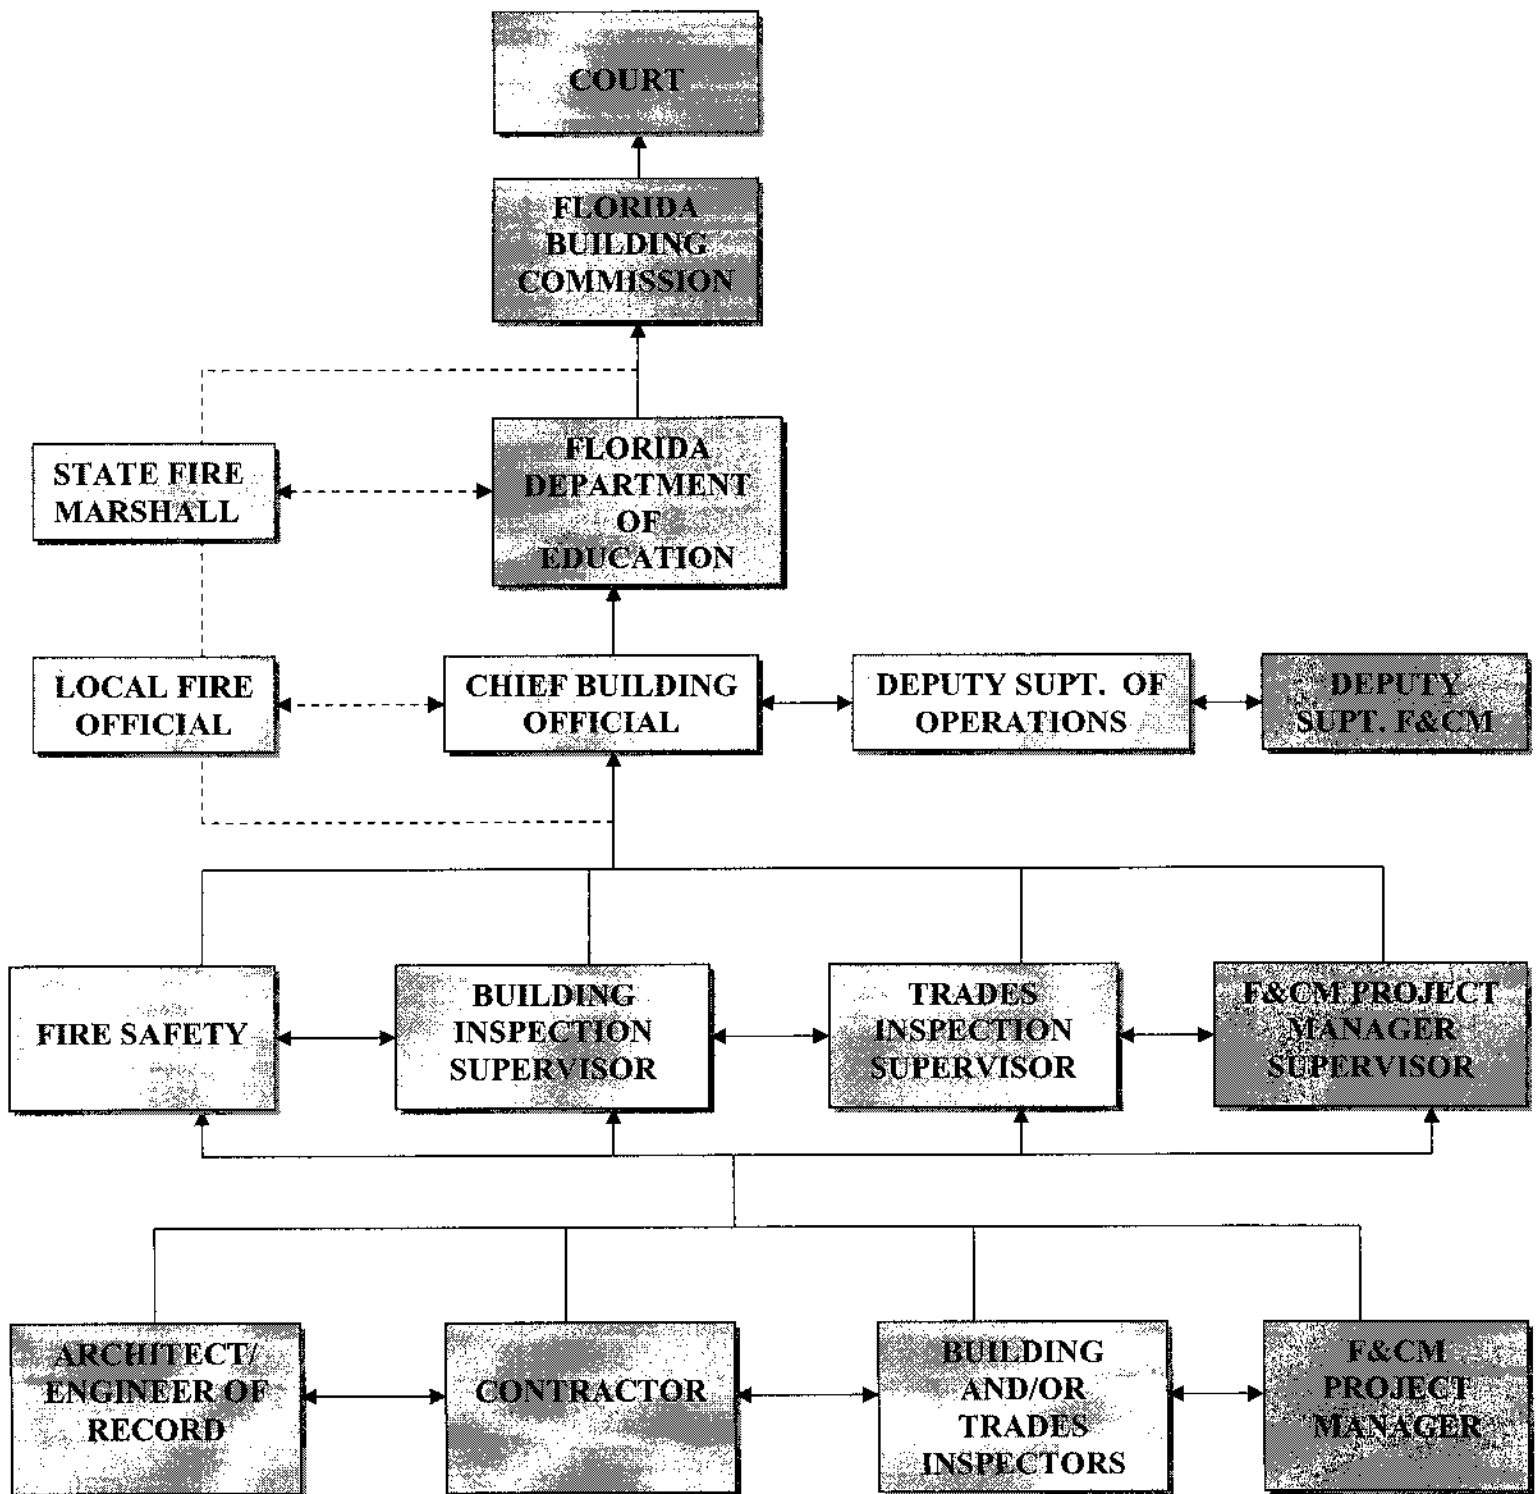 COURT
FLORIDA
BUILDING
COMMISSION
FLORIDA
DEPARTMENT
OF
EDUCATION
STATE FIRE
MARSHALL
LOCAL FIRE
OFFICIAL
CHIEF BUILDING
OFFICIAL
DEPUTY SUPT. OF
OPERATIONS
DEPUTY
SUPT. F&CM
FIRE SAFETY
BUILDING
INSPECTION
SUPERVISOR
TRADES
INSPECTION
SUPERVISOR
F&CM PROJECT
MANAGER
SUPERVISOR
ARCHITECT/
ENGINEER OF
RECORD
CONTRACTOR
BUILDING
AND/OR
TRADES
INSPECTORS
F&CM
PROJECT
MANAGER